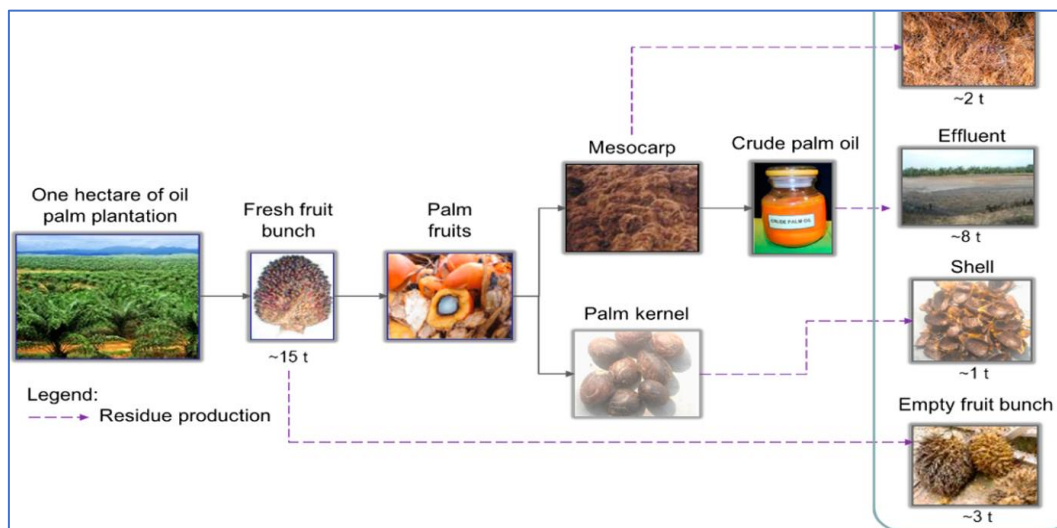 One hectare of oil
palm plantation
Fresh fruit
bunch
~15 t
Palm
fruits
Mesocarp
Crude palm oil
CRUDE PALM OIL
Palm kernel
~2 t
Effluent
~8 t
Shell
~1 t
Empty fruit bunch
~3 t
Legend:
Residue production